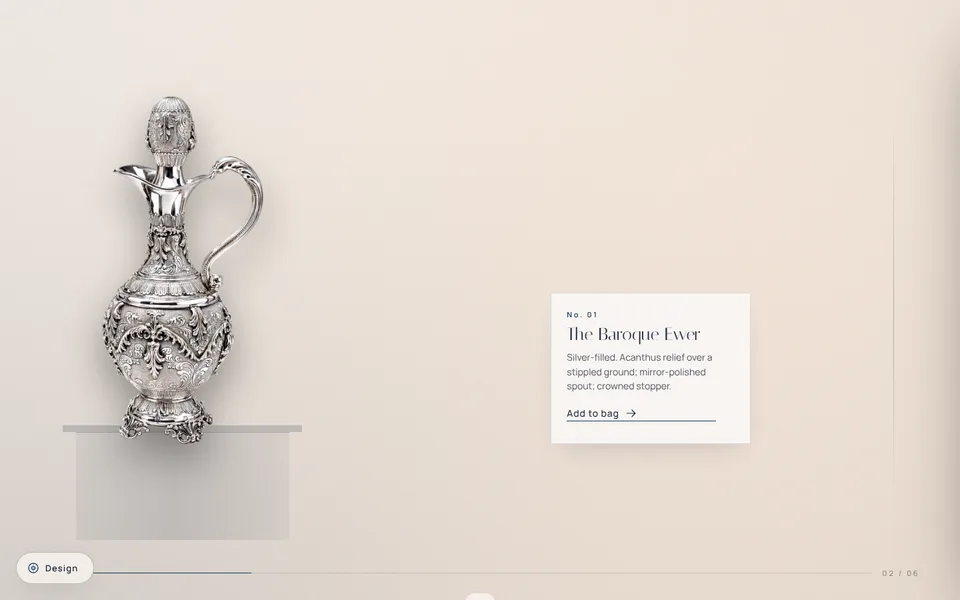 No. 01
The Baroque Ewer
Silver-filled. Acanthus relief over a
stippled ground; mirror-polished
spout; crowned stopper.
Add to bag →
Design
02 / 06